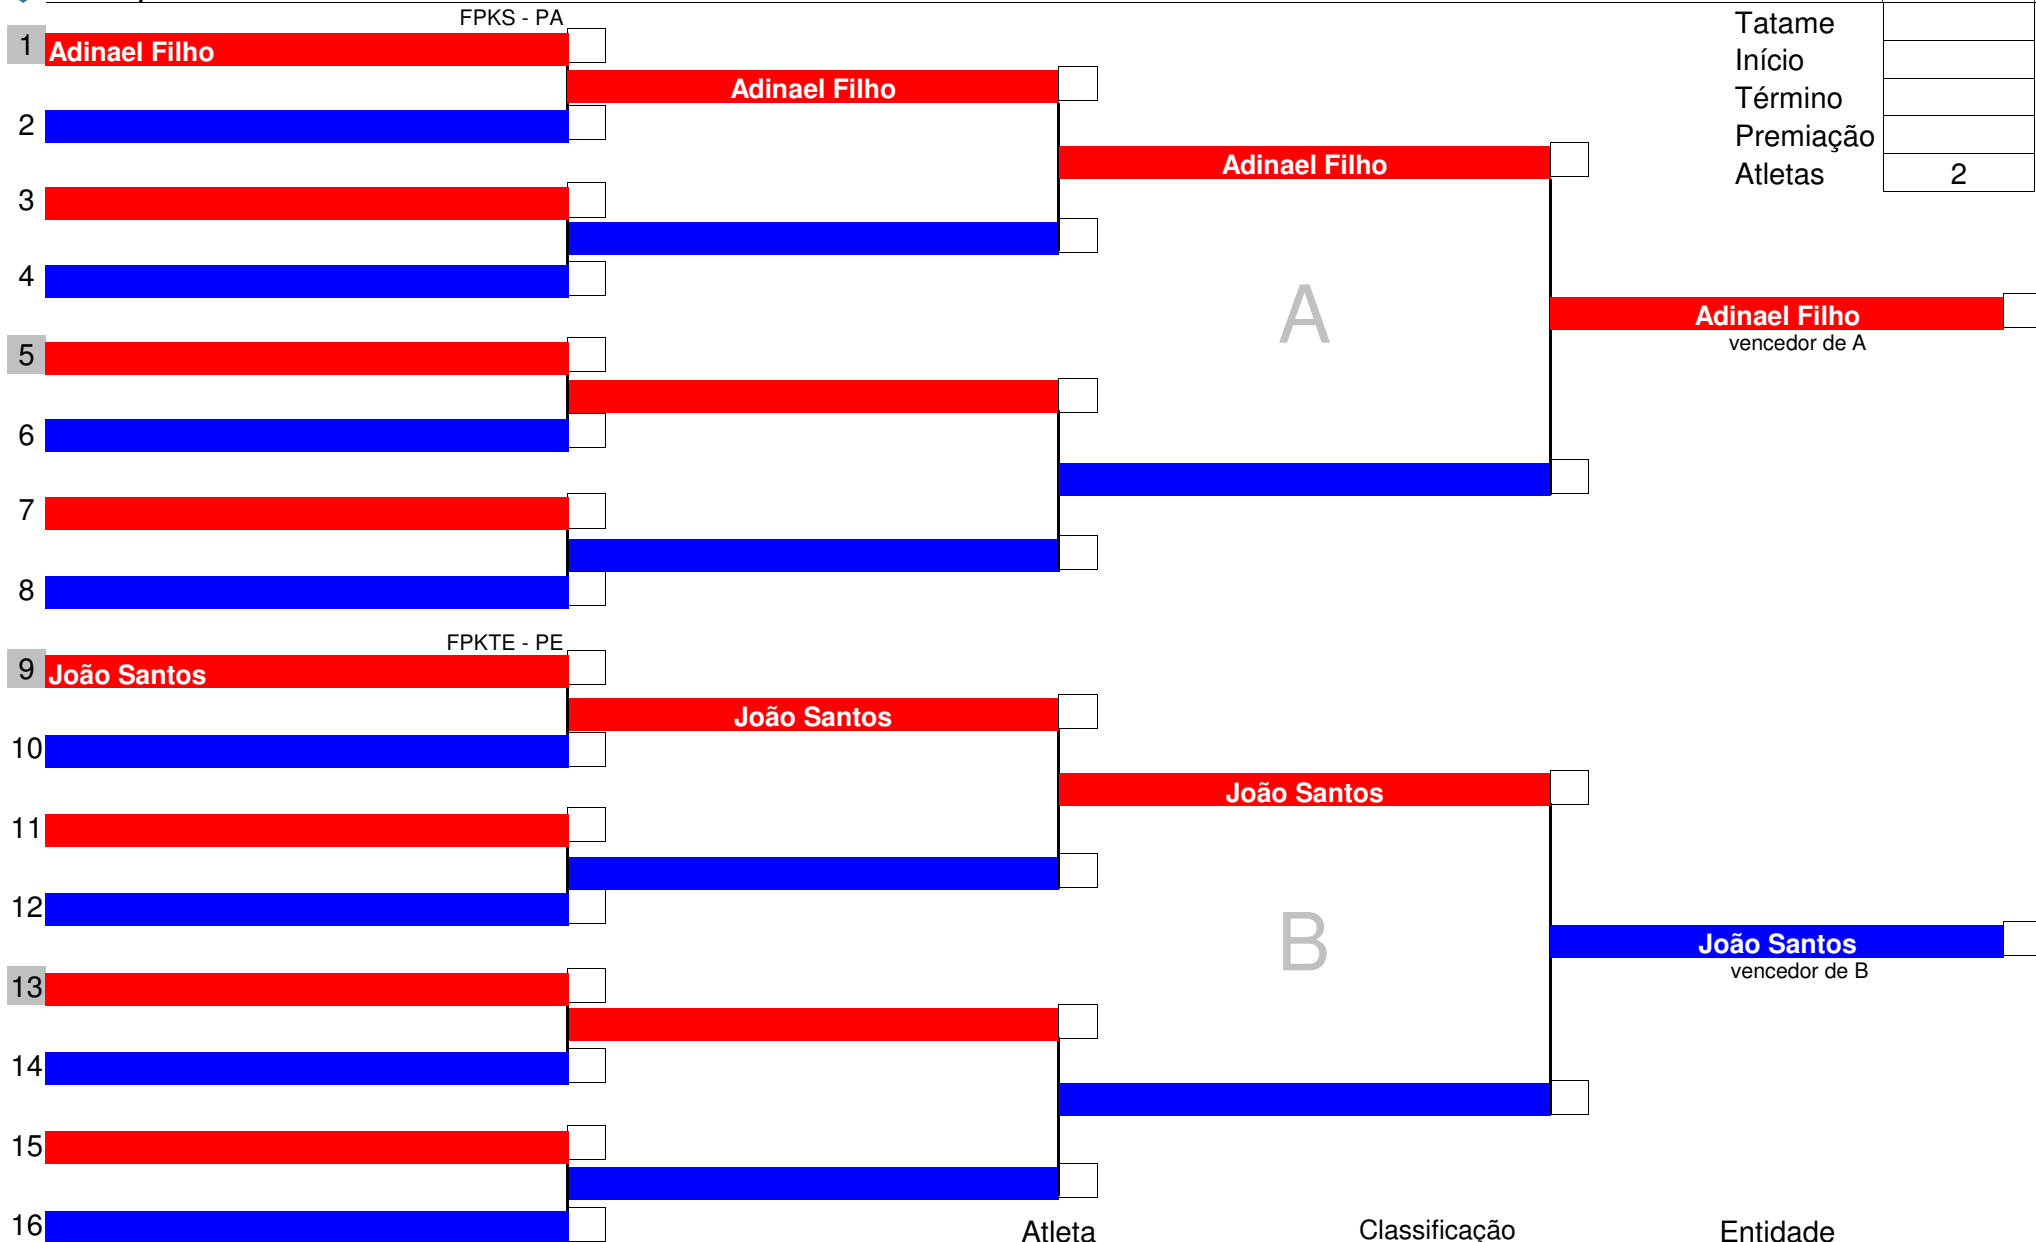 FPKS - PA
Tatame
1 Adinael Filho
Adinael Filho
Início
Término
2
Premiação
Adinael Filho
Atletas 2
3
4
A
Adinael Filho
vencedor de A
5
6
7
8
FPKTE - PE
9 João Santos
João Santos
10
João Santos
11
12
B
João Santos
vencedor de B
13
14
15
16
Atleta Classificação Entidade